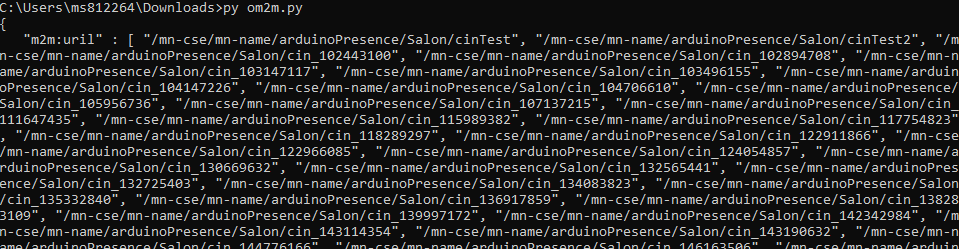 C:\Users\ms812264\Downloads>py om2m.py
{
"m2m:uril" : [ "/mn-cse/mn-name/arduinoPresence/Salon/cinTest", "/mn-cse/mn-name/arduinoPresence/Salon/cinTest2", "/m
mn-cse/mn-name/arduinoPresence/Salon/cin_102443100", "/mn-cse/mn-name/arduinoPresence/Salon/cin_102894708", "/mn-cse/mn-n
ame/arduinoPresence/Salon/cin_103147117", "/mn-cse/mn-name/arduinoPresence/Salon/cin_103496155", "/mn-cse/mn-name/ardu
oPresence/Salon/cin_104147226", "/mn-cse/mn-name/arduinoPresence/Salon/cin_104706610", "/mn-cse/mn-name/arduinoPresence/
Salon/cin_105956736", "/mn-cse/mn-name/arduinoPresence/Salon/cin_107137215", "/mn-cse/mn-name/arduinoPresence/Salon/cin_
111647435", "/mn-cse/mn-name/arduinoPresence/Salon/cin_115989382", "/mn-cse/mn-name/arduinoPresence/Salon/cin_117754823"
, "/mn-cse/mn-name/arduinoPresence/Salon/cin_118289297", "/mn-cse/mn-name/arduinoPresence/Salon/cin_122911866", "/mn-cse
/mn-name/arduinoPresence/Salon/cin_122966085", "/mn-cse/mn-name/arduinoPresence/Salon/cin_124054857", "/mn-cse/mn-name/a
rduinoPresence/Salon/cin_130669632", "/mn-cse/mn-name/arduinoPresence/Salon/cin_132565441", "/mn-cse/mn-name/arduinoPres
ence/Salon/cin_132725403", "/mn-cse/mn-name/arduinoPresence/Salon/cin_134083823", "/mn-cse/mn-name/arduinoPresence/Salon
/cin_135332840", "/mn-cse/mn-name/arduinoPresence/Salon/cin_136917859", "/mn-cse/mn-name/arduinoPresence/Salon/cin_13828
3109", "/mn-cse/mn-name/arduinoPresence/Salon/cin_139997172", "/mn-cse/mn-name/arduinoPresence/Salon/cin_142342984", "/m
n-cse/mn-name/arduinoPresence/Salon/cin_143114354", "/mn-cse/mn-name/arduinoPresence/Salon/cin_143190632", "/mn-cse/mn-n
ame/arduinoPresence/Salon/cin_144776166", "/mn-cse/mn-name/arduinoPresence/Salon/cin_146163506", "/mn-cse/mn-name/arduin